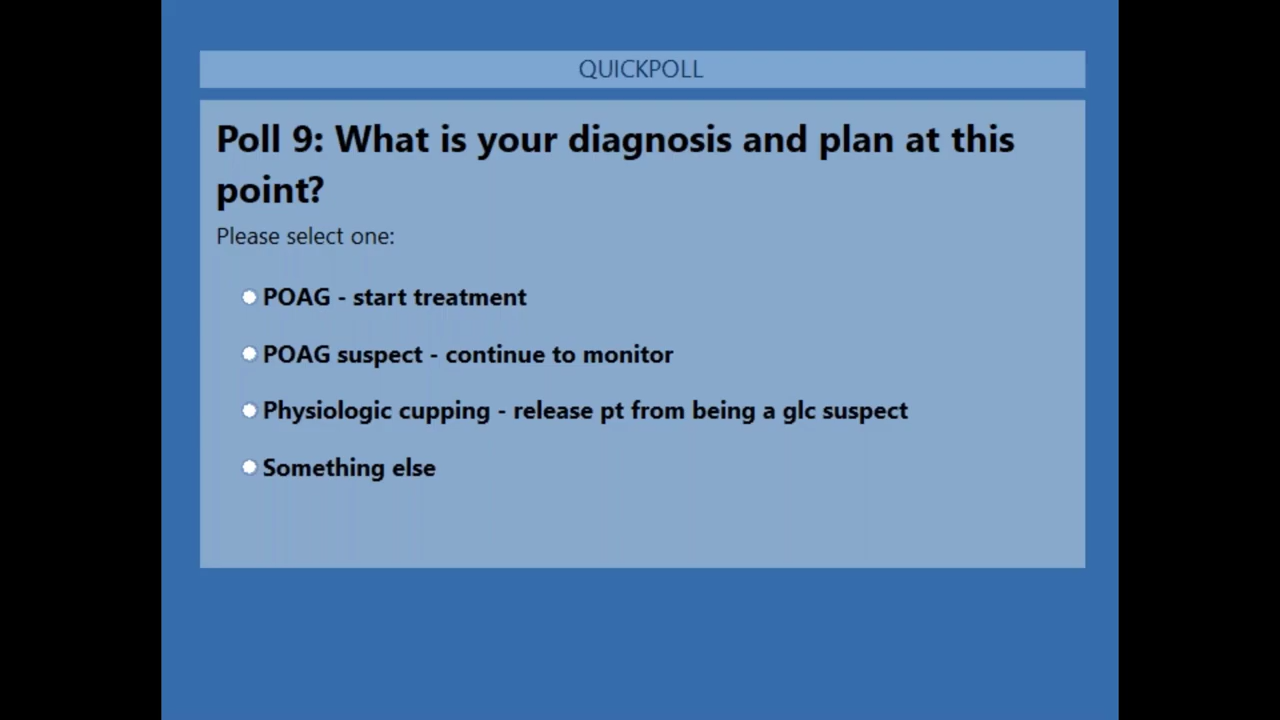 QUICKPOLL
Poll 9: What is your diagnosis and plan at this
point?
Please select one:
POAG - start treatment
POAG suspect - continue to monitor
Physiologic cupping - release pt from being a glc suspect
Something else